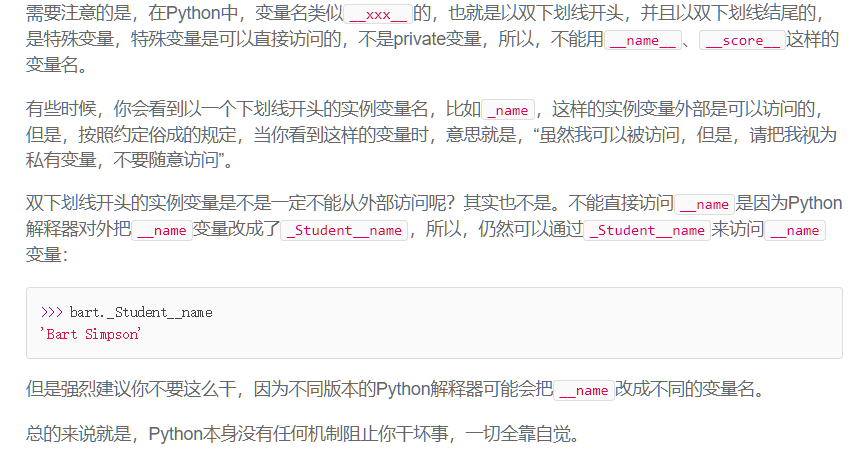 需要注意的是，在Python中，变量名类似__xxx__的，也就是以双下划线开头，并且以双下划线结尾的，
是特殊变量，特殊变量是可以直接访问的，不是private变量，所以，不能用__name__、__score__这样的
变量名。
有些时候，你会看到以一个下划线开头的实例变量名，比如_name，这样的实例变量外部是可以访问的，
但是，按照约定俗成的规定，当你看到这样的变量时，意思就是，“虽然我可以被访问，但是，请把我视为
私有变量，不要随意访问”。
双下划线开头的实例变量是不是一定不能从外部访问呢？其实也不是。不能直接访问__name是因为Python
解释器对外把__name变量改成了_Student__name，所以，仍然可以通过_Student__name来访问__name
变量：
>>> bart._Student__name
'Bart Simpson'
但是强烈建议你不要这么干，因为不同版本的Python解释器可能会把__name改成不同的变量名。
总的来说就是，Python本身没有任何机制阻止你干坏事，一切全靠自觉。